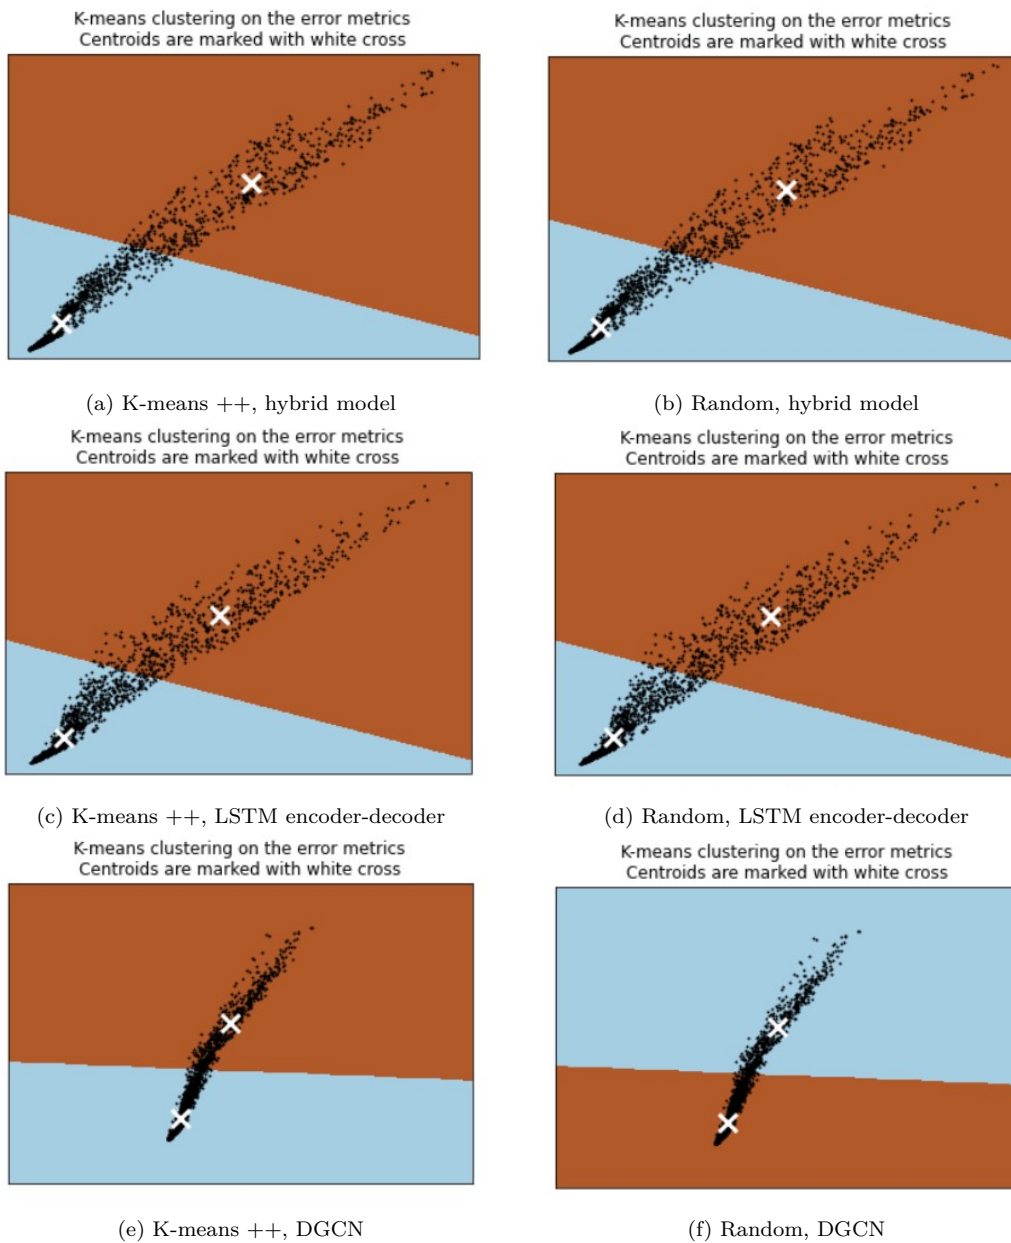 K-means clustering on the error metrics
Centroids are marked with white cross
K-means clustering on the error metrics
Centroids are marked with white cross
(a) K-means ++, hybrid model
(b) Random, hybrid model
K-means clustering on the error metrics
Centroids are marked with white cross
K-means clustering on the error metrics
Centroids are marked with white cross
(c) K-means ++, LSTM encoder-decoder
(d) Random, LSTM encoder-decoder
K-means clustering on the error metrics
Centroids are marked with white cross
K-means clustering on the error metrics
Centroids are marked with white cross
(e) K-means ++, DGCN
(f) Random, DGCN